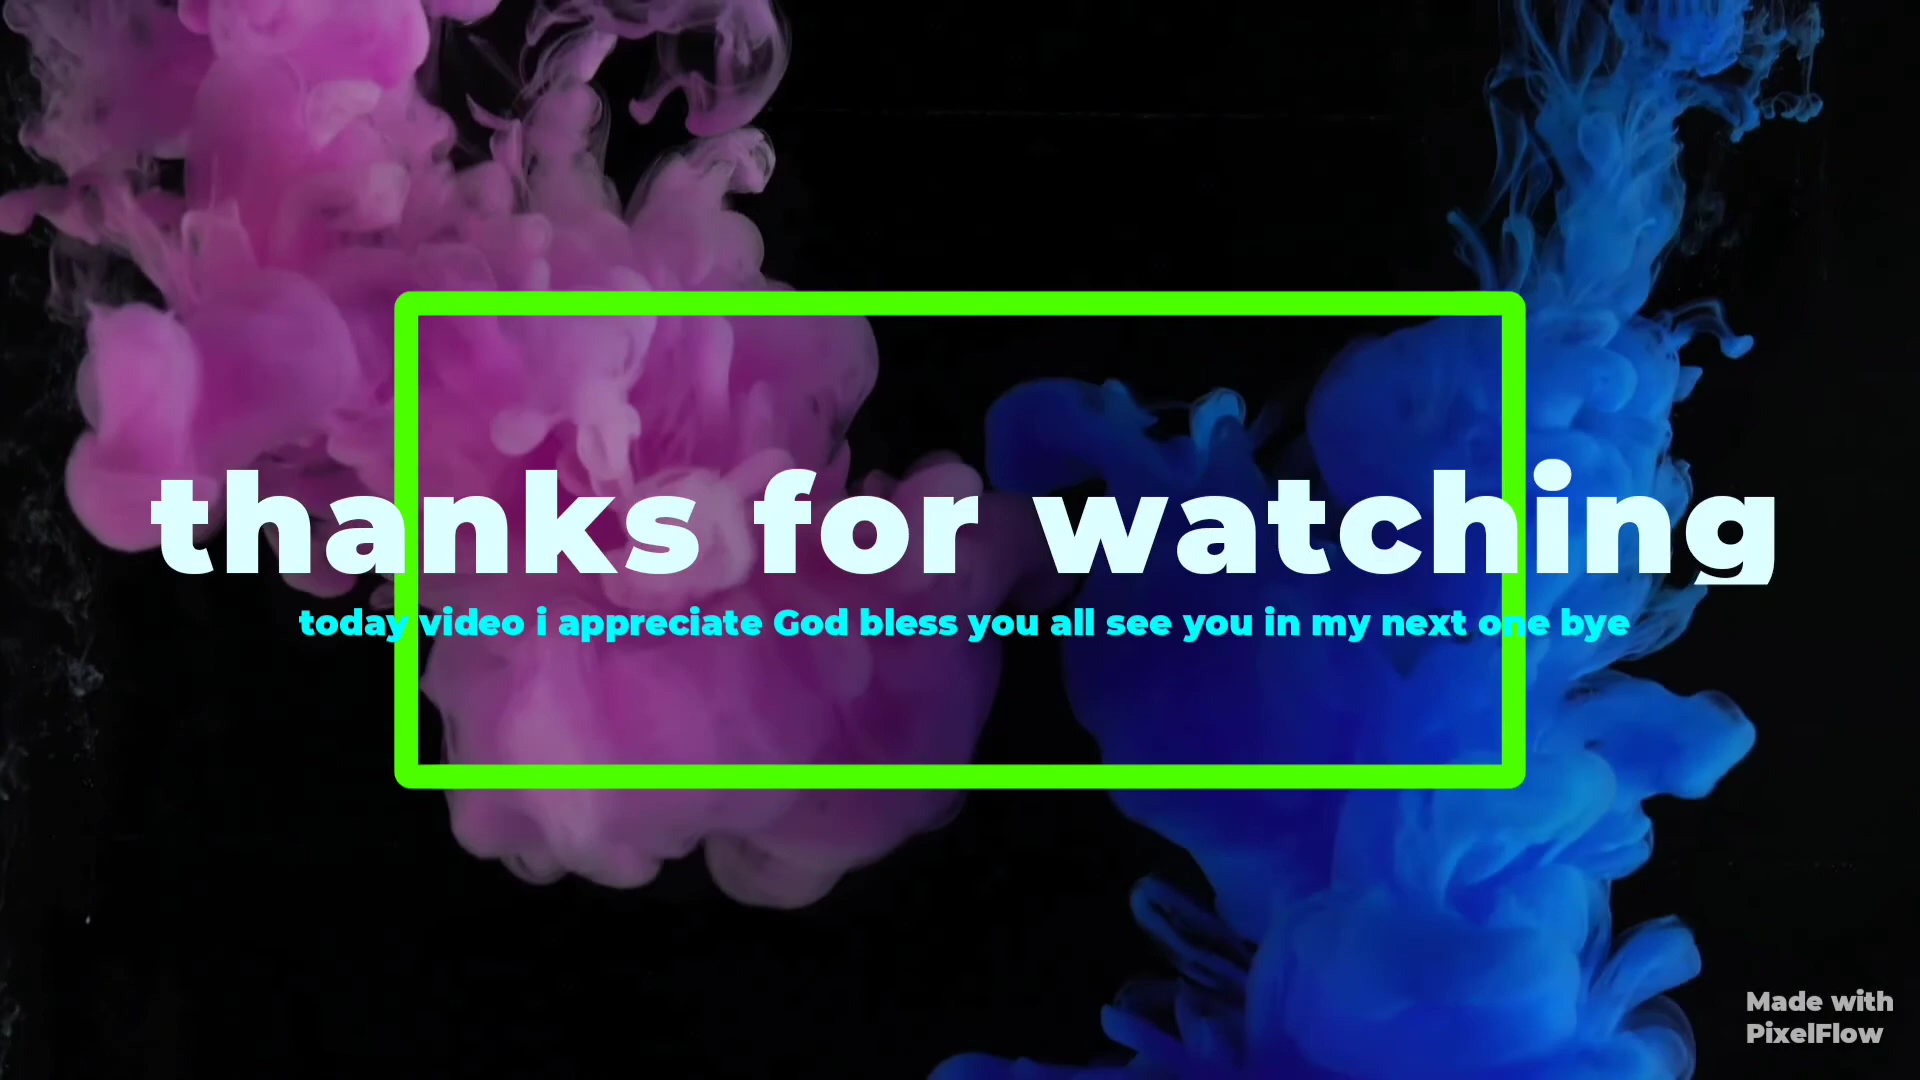 thanks for watching
today video i appreciate God bless you all see you in my next one bye
Made with
PixelFlow